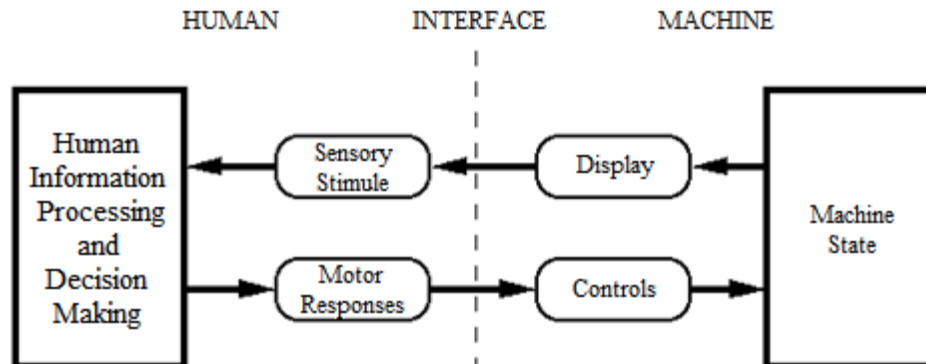 HUMAN INTERFACE MACHINE
Human
Information
Processing
and
Decision
Making
Sensory
Stimule
Display
Motor
Responses
Controls
Machine
State